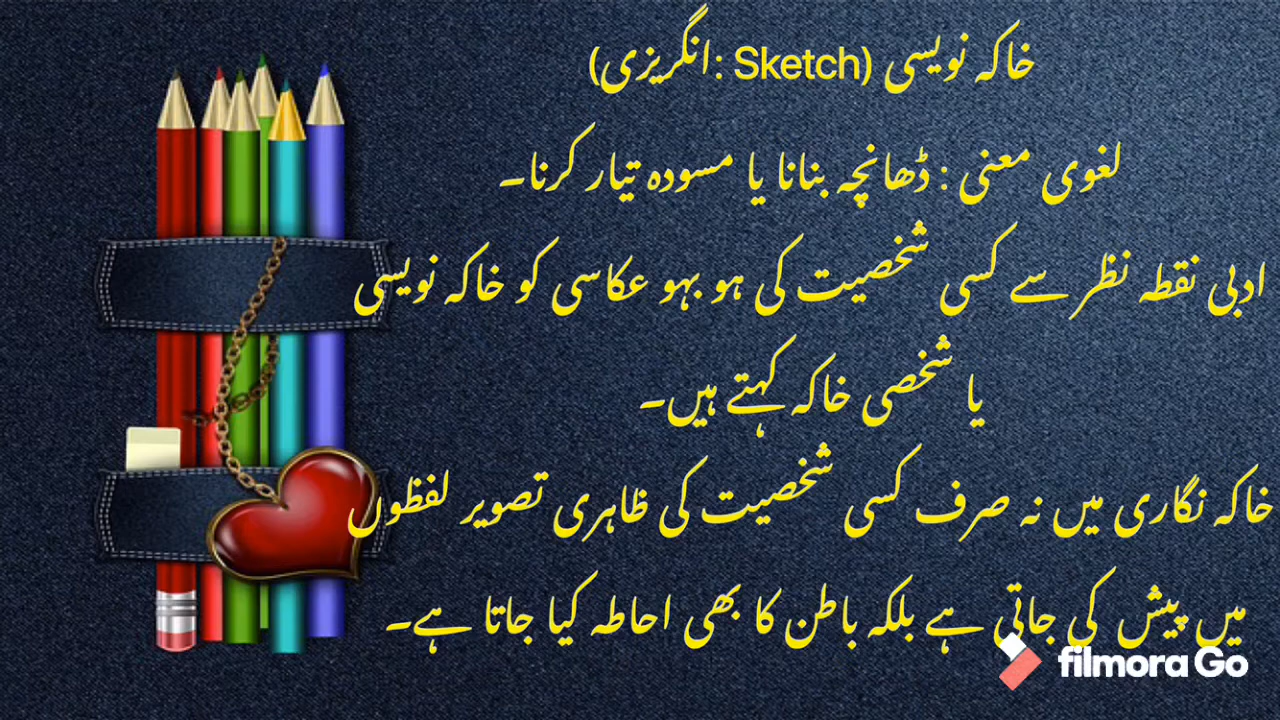 خاکہ نویسی (Sketch :انگریزی)
لغوی معنی : ڈھانچہ بنانا یا مسودہ تیار کرنا۔
ادبی نقطہ نظر سے کسی شخصیت کی ہو بہو عکاسی کو خاکہ نویسی
یا شخصی خاکہ کہتے ہیں۔
خاکہ نگاری میں نہ صرف کسی شخصیت کی ظاہری تصویر لفظوں
میں پیش کی جاتی ہے بلکہ باطن کا بھی احاطہ کیا جاتا ہے۔
filmora Go